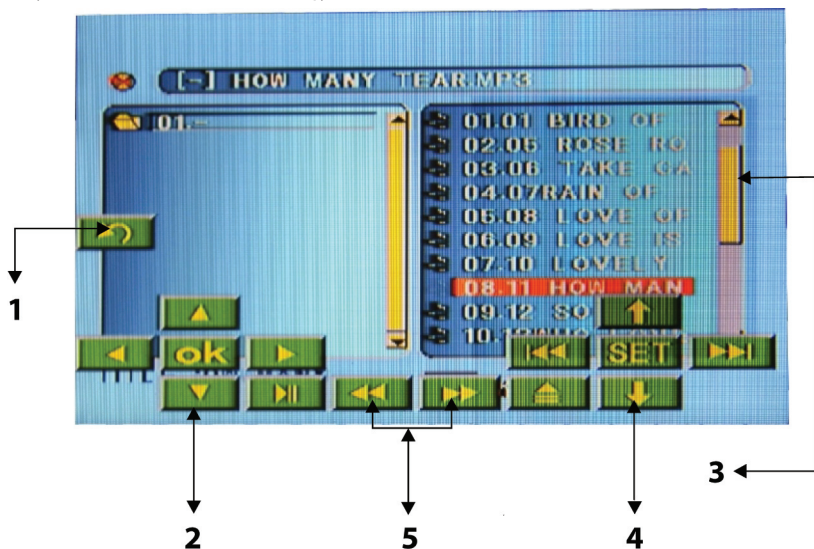 [-] HOW MANY TEAR.MP3
01.-
01.01 BIRD OF
02.05 ROSE RO
03.06 TAKE CA
04.07RAIN OF
05.08 LOVE OF
06.09 LOVE IS
07.10 LOVELY
08.11 HOW MAN
09.12 SO
ok
SET
1
2
5
3
4